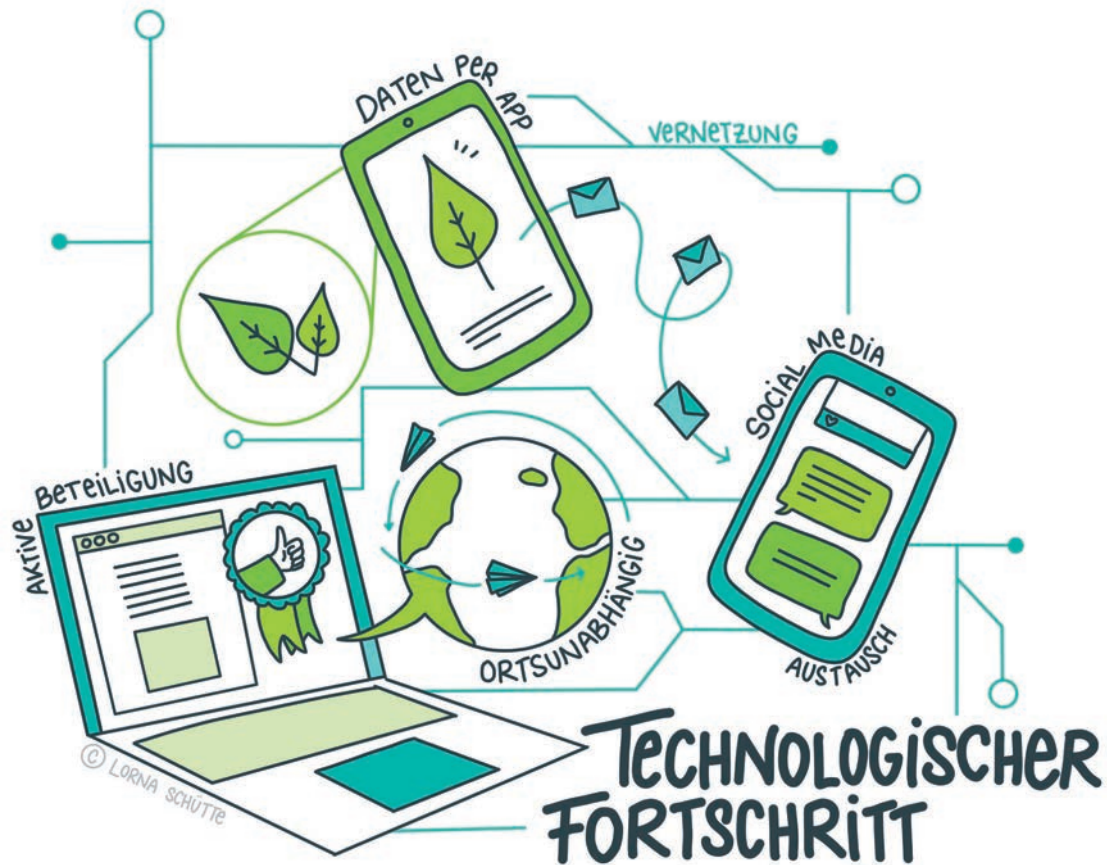 DATEN PER APP
VERNETZUNG
SOCIAL MEDIA
AKTIVE BETEILIGUNG
ORTSUNABHÄNGIG
AUSTAUSCH
© LORNA SCHÜTTE
TECHNOLOGISCHER
FORTSCHRITT